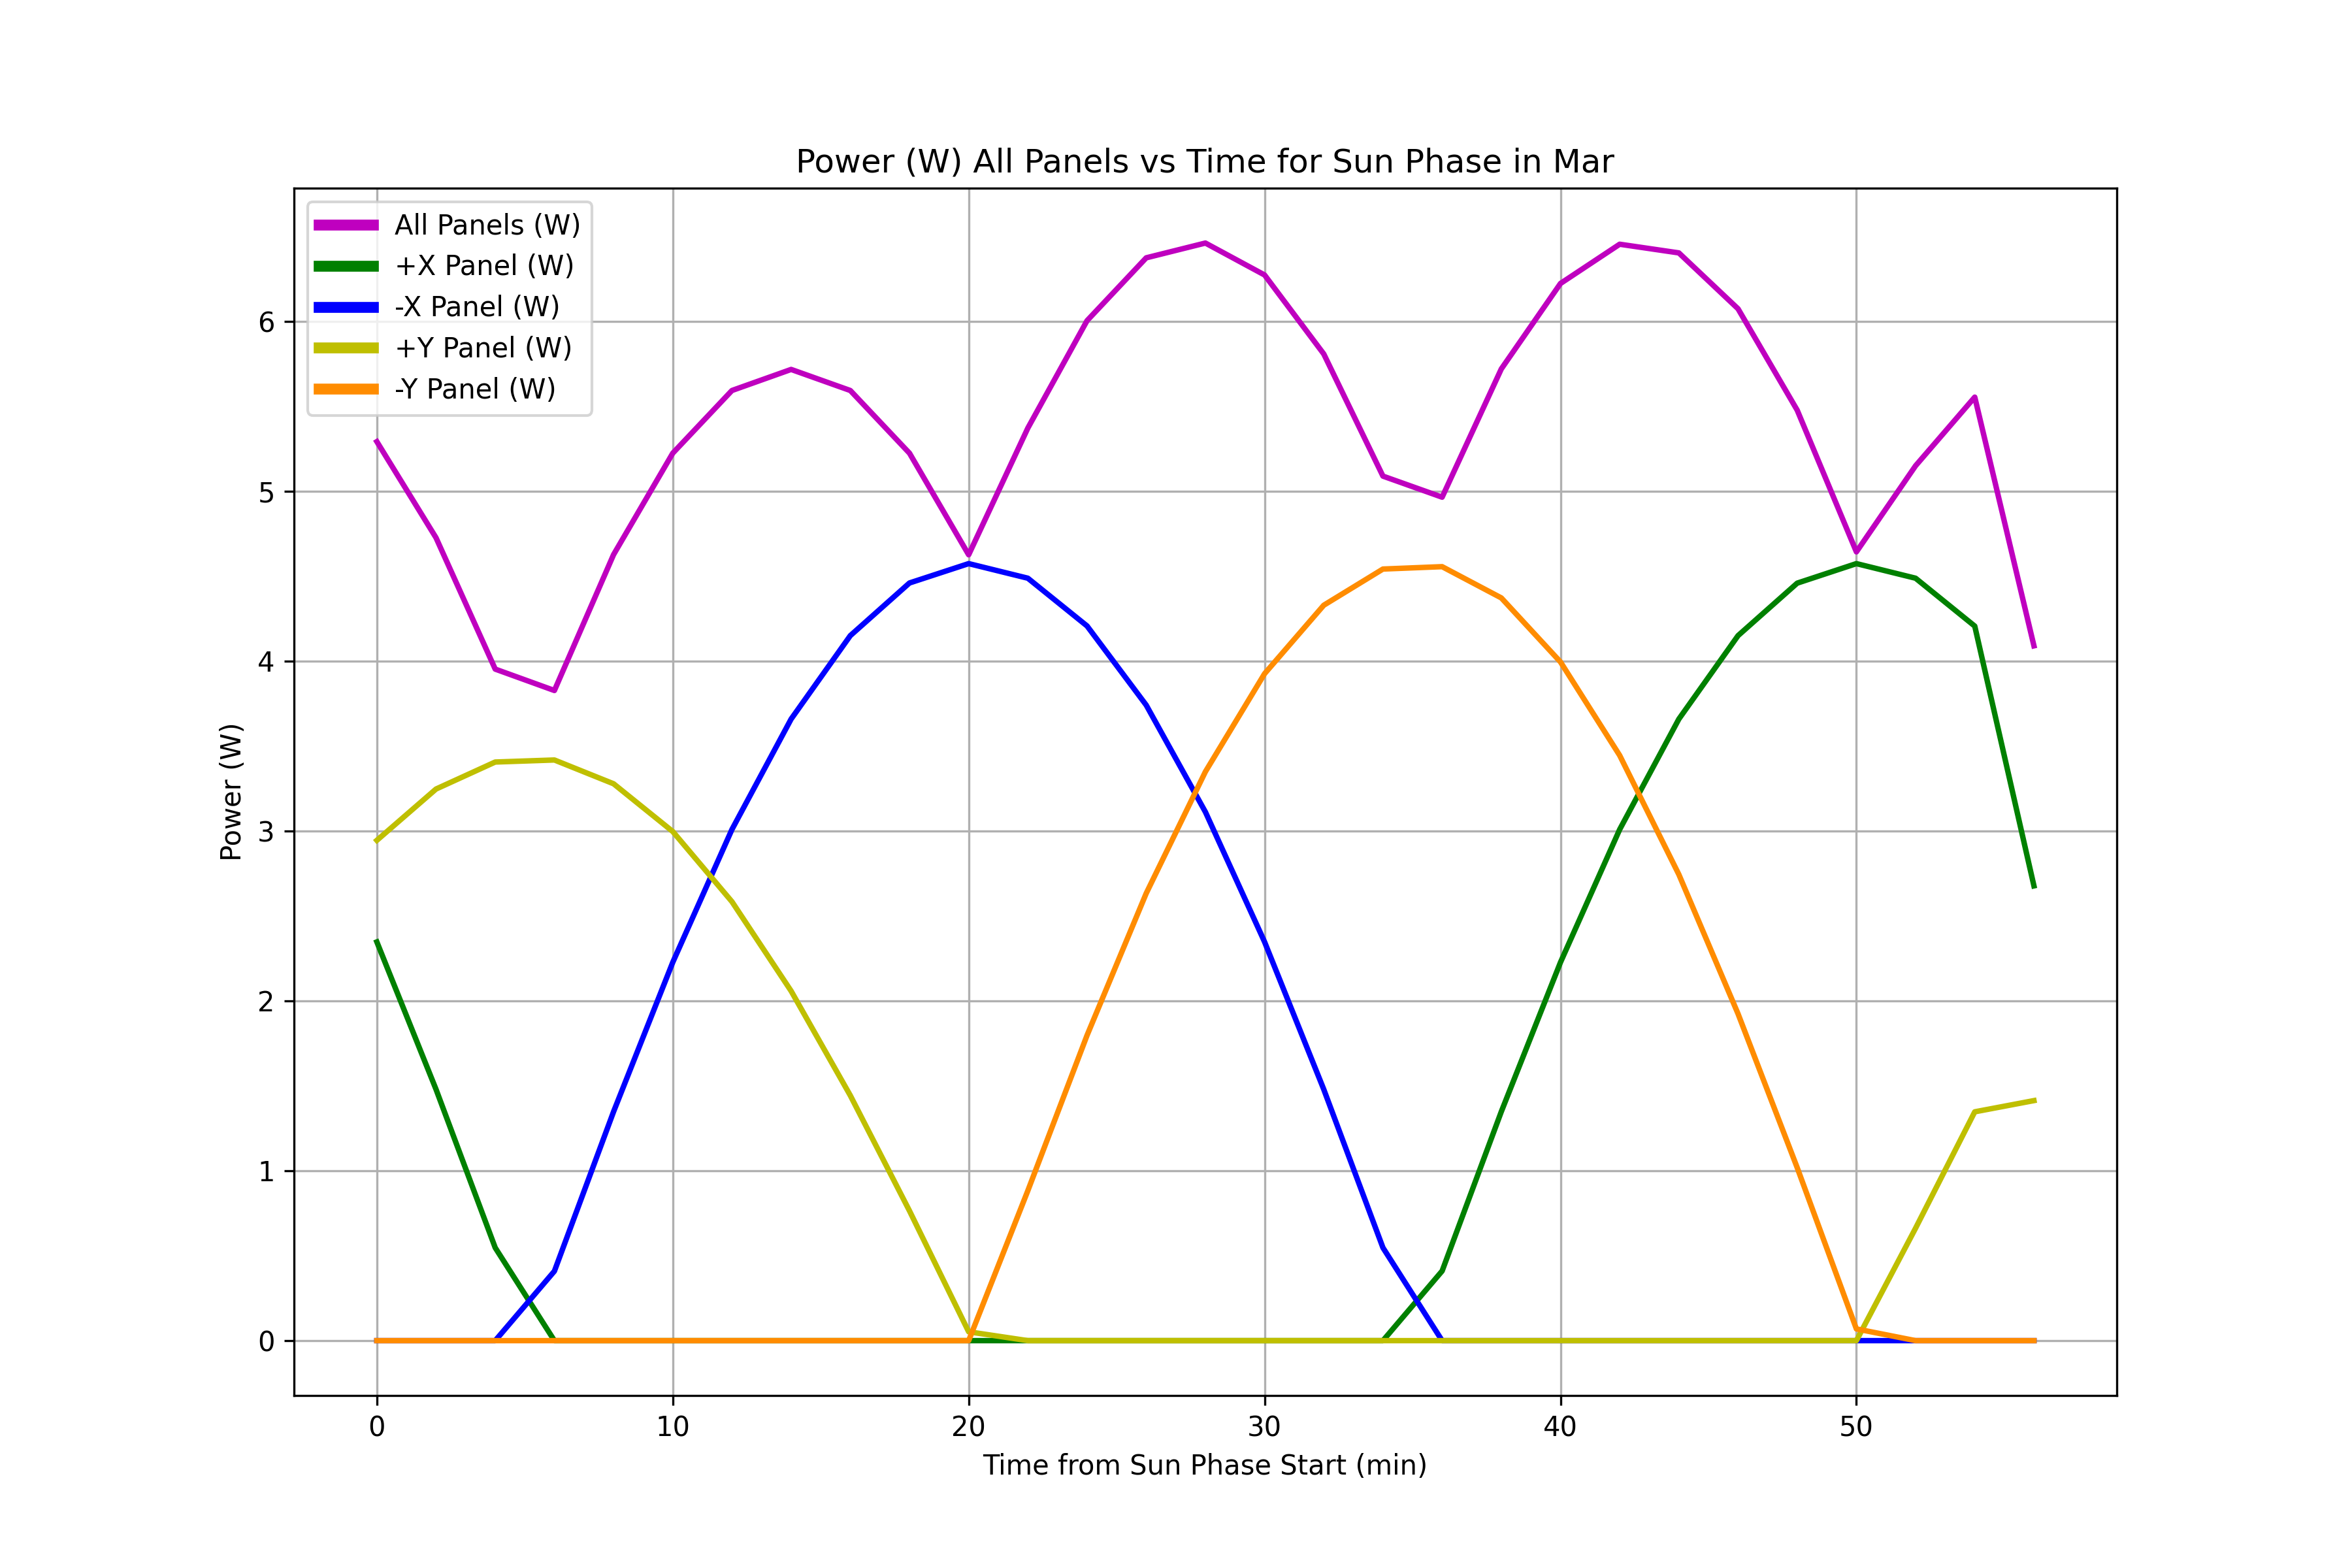 Power (W) All Panels vs Time for Sun Phase in Mar
All Panels (W)
+X Panel (W)
-X Panel (W)
+Y Panel (W)
-Y Panel (W)
6
5
4
3
2
1
0
Power (W)
0 10 20 30 40 50
Time from Sun Phase Start (min)